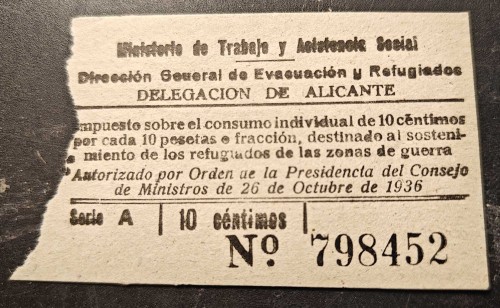 Ministerio de Trabajo y Asistencia Social
Dirección General de Evacuación y Refugiados
DELEGACION DE ALICANTE
mpuesto sobre el consumo individual de 10 céntimos
por cada 10 pesetas o fracción, destinado al sosteni-
miento de los refugiados de las zonas de guerra
Autorizado por Orden de la Presidencia del Consejo
de Ministros de 26 de Octubre de 1936
Serie A | 10 céntimos |
Nº 798452